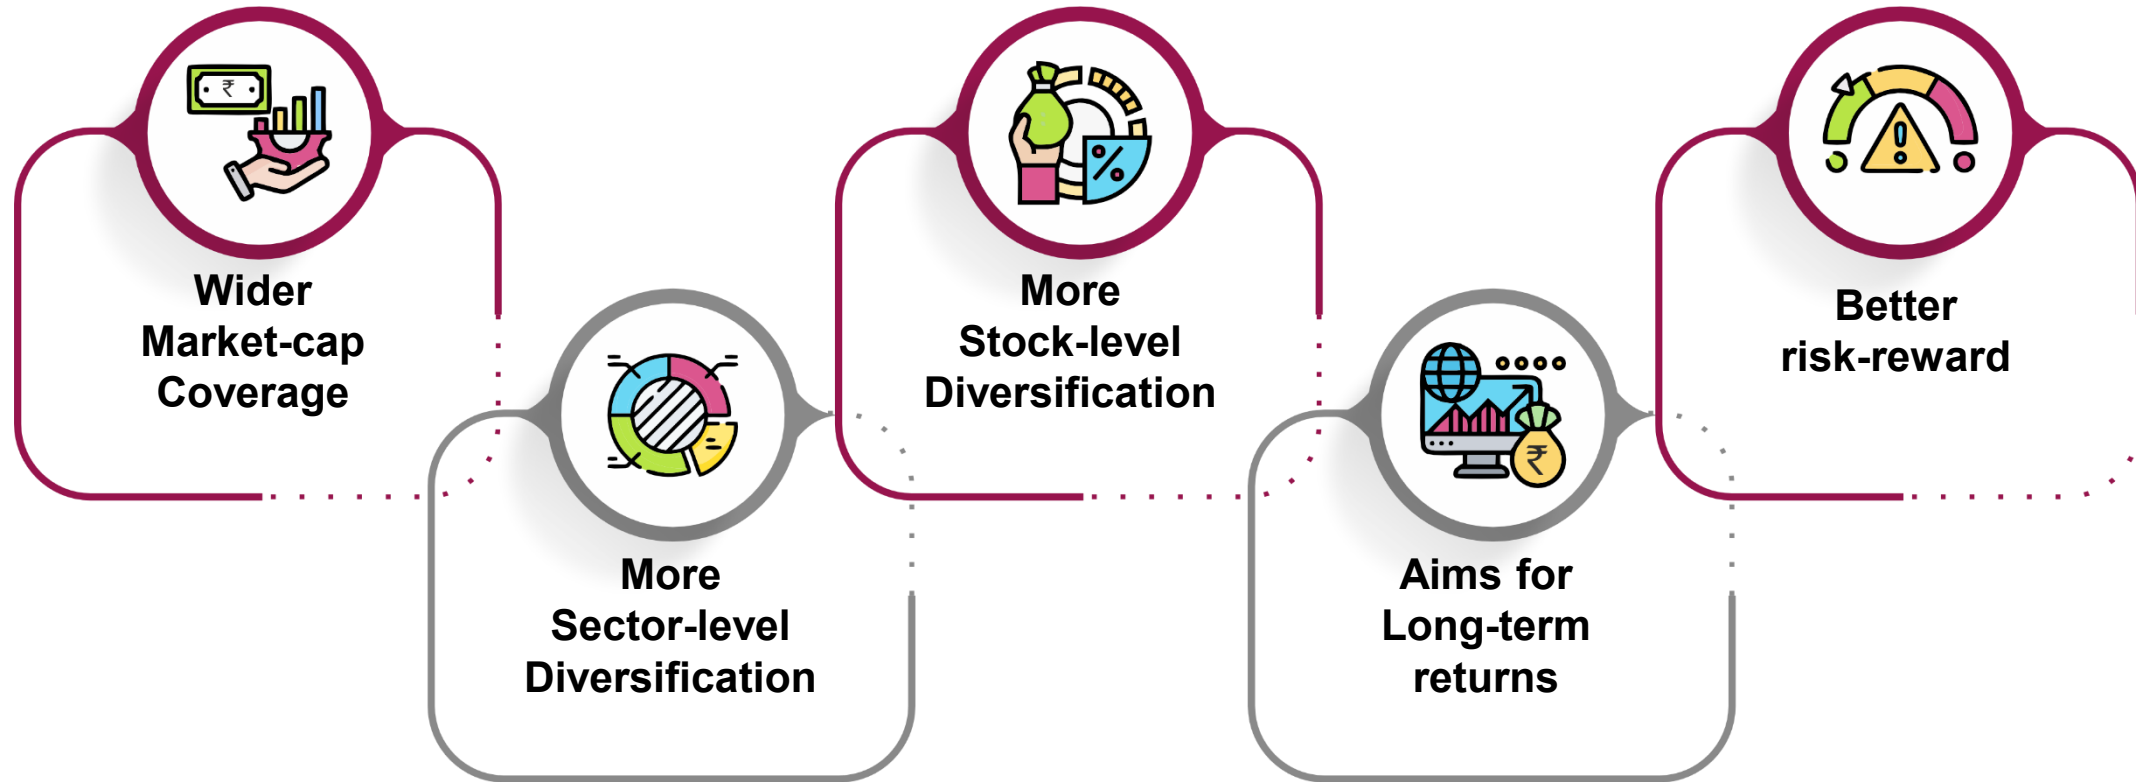 Wider
Market-cap
Coverage
More
Sector-level
Diversification
More
Stock-level
Diversification
Aims for
Long-term
returns
Better
risk-reward
₹
%
₹